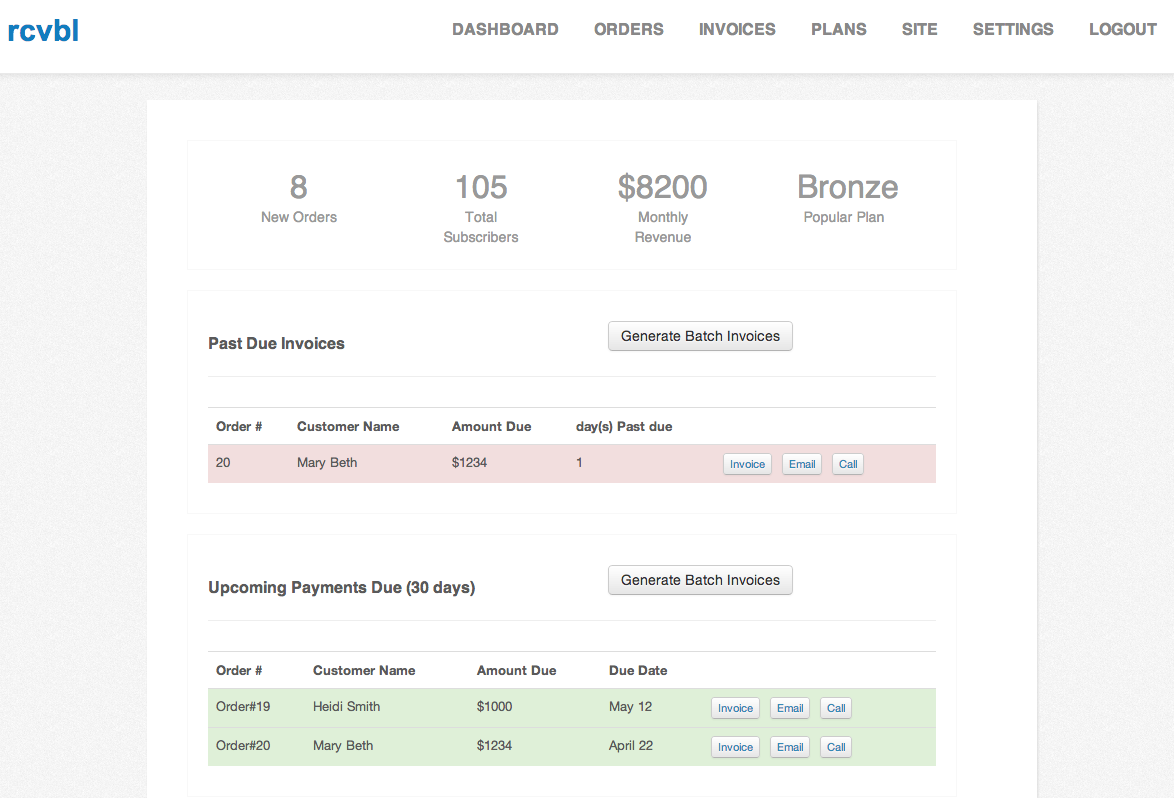 rcvbl DASHBOARD ORDERS INVOICES PLANS SITE SETTINGS LOGOUT
8 105 $8200 Bronze
New Orders Total Monthly Popular Plan
Subscribers Revenue
Past Due Invoices Generate Batch Invoices
Order # Customer Name Amount Due day(s) Past due
20 Mary Beth $1234 1 Invoice Email Call
Upcoming Payments Due (30 days) Generate Batch Invoices
Order # Customer Name Amount Due Due Date
Order#19 Heidi Smith $1000 May 12 Invoice Email Call
Order#20 Mary Beth $1234 April 22 Invoice Email Call